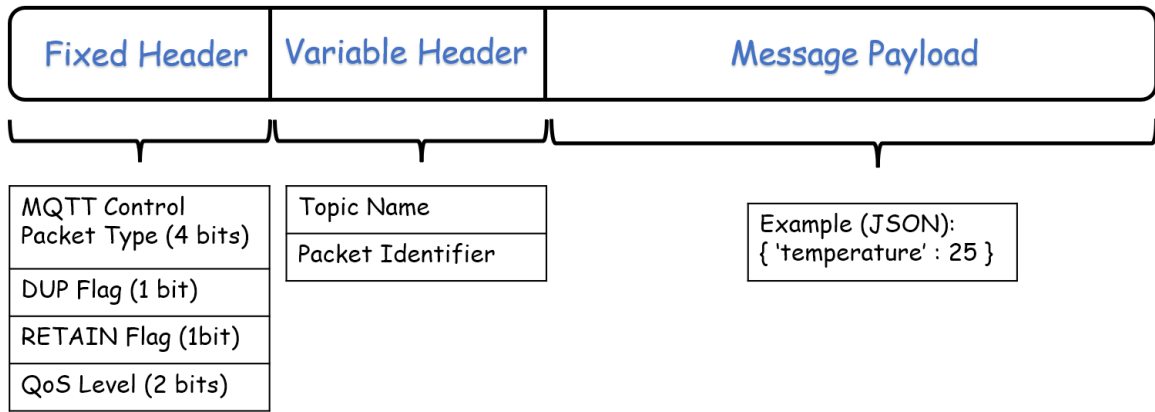 Fixed Header
Variable Header
Message Payload
MQTT Control
Packet Type (4 bits)
DUP Flag (1 bit)
RETAIN Flag (1bit)
QoS Level (2 bits)
Topic Name
Packet Identifier
Example (JSON):
{ ‘temperature’ : 25 }